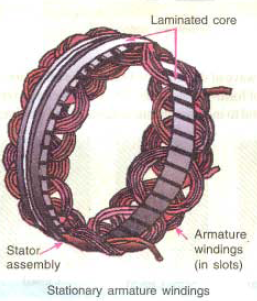 Laminated core
Stator
assembly
Armature
windings
(in slots)
Stationary armature windings